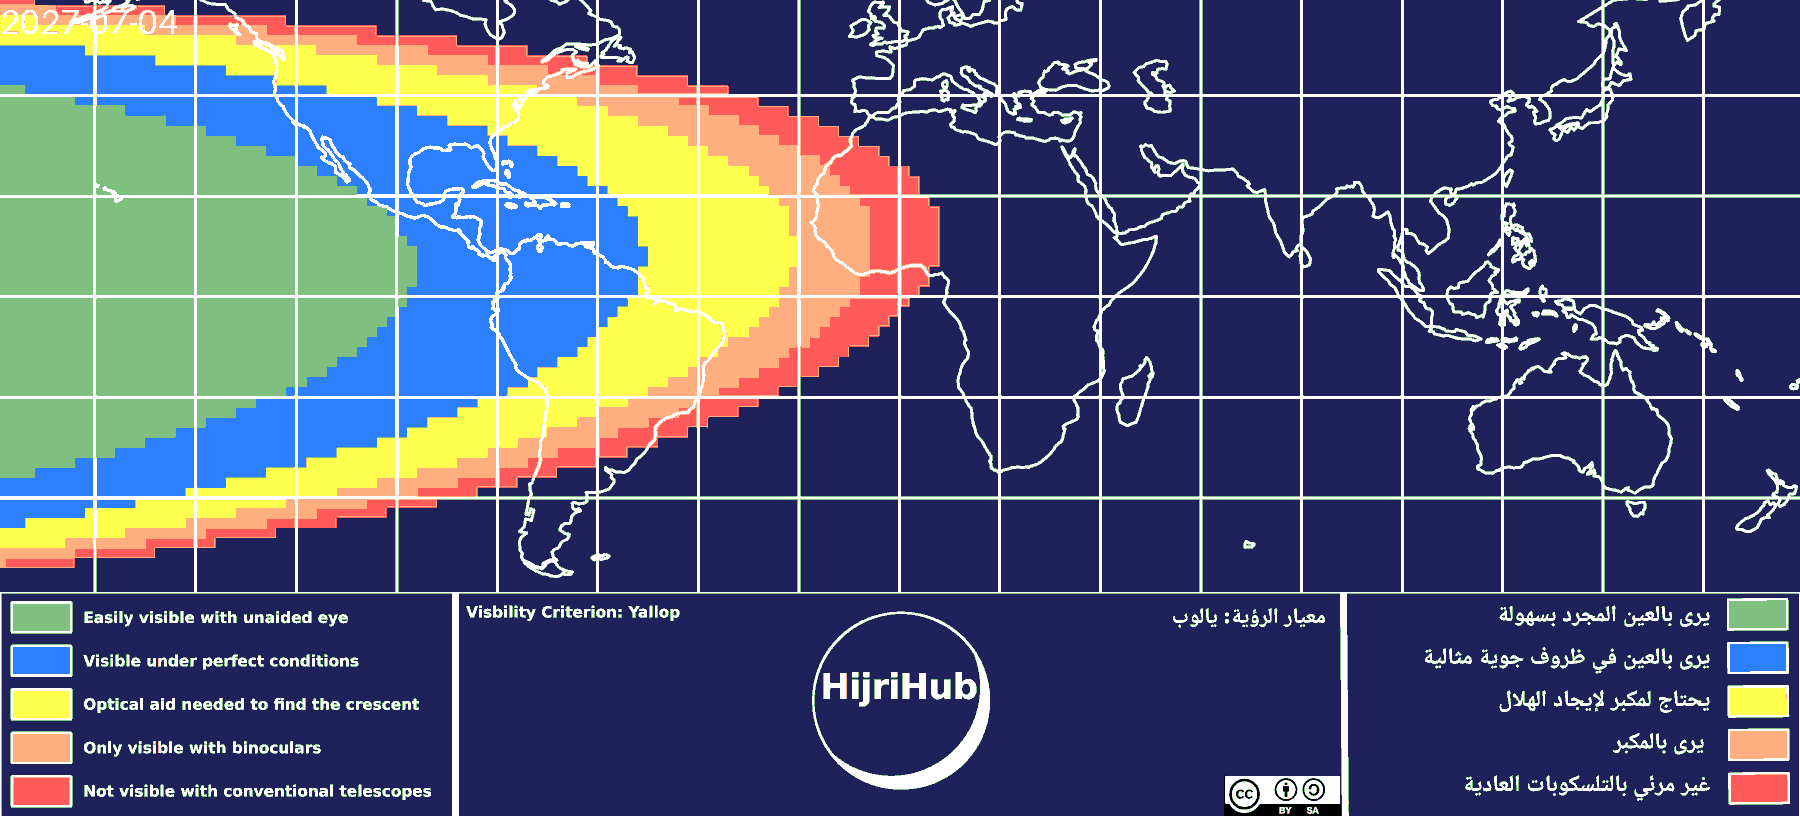 2027-07-04
Easily visible with unaided eye
Visible under perfect conditions
Optical aid needed to find the crescent
Only visible with binoculars
Not visible with conventional telescopes
Visbility Criterion: Yallop
معيار الرؤية: يالوب
HijriHub
cc
BY SA
يرى بالعين المجرد بسهولة
يرى بالعين في ظروف جوية مثالية
يحتاج لمكبر لإيجاد الهلال
يرى بالمكبر
غير مرئي بالتلسكوبات العادية